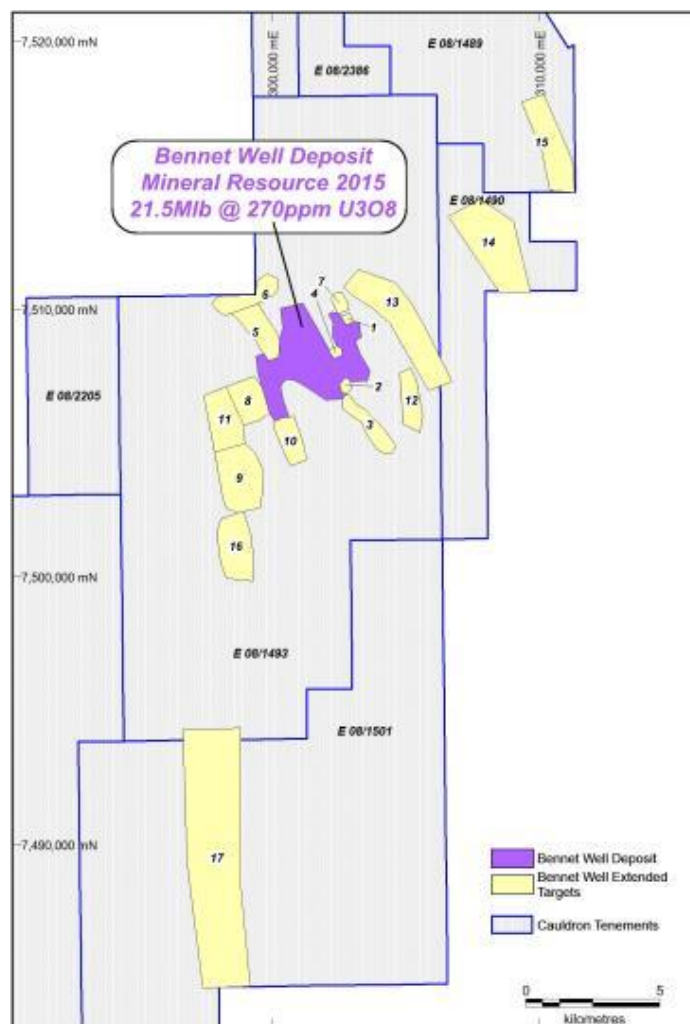 7,520,000 mN
E 08/2386
300,000 mE
E 08/1489
310,000 mE
15
Bennet Well Deposit
Mineral Resource 2015
21.5Mlb @ 270ppm U3O8
E 08/1490
14
6
7
4
13
7,510,000 mN
5
1
E 08/2205
8
2
12
11
10
3
9
16
7,500,000 mN
E 08/1493
E 08/1501
7,490,000 mN
17
Bennet Well Deposit
Bennet Well Extended
Targets
Cauldron Tenements
0
5
kilometres